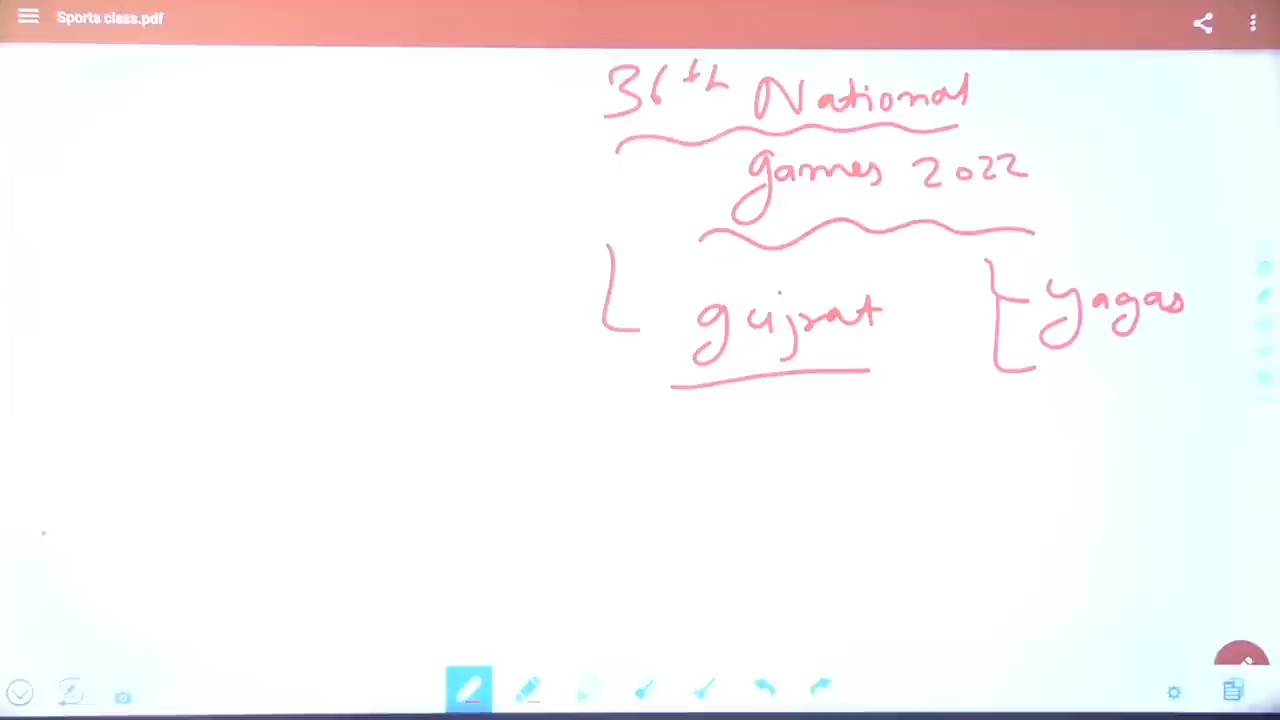 Sports class.pdf
36th National
games 2022
gujrat
yagas